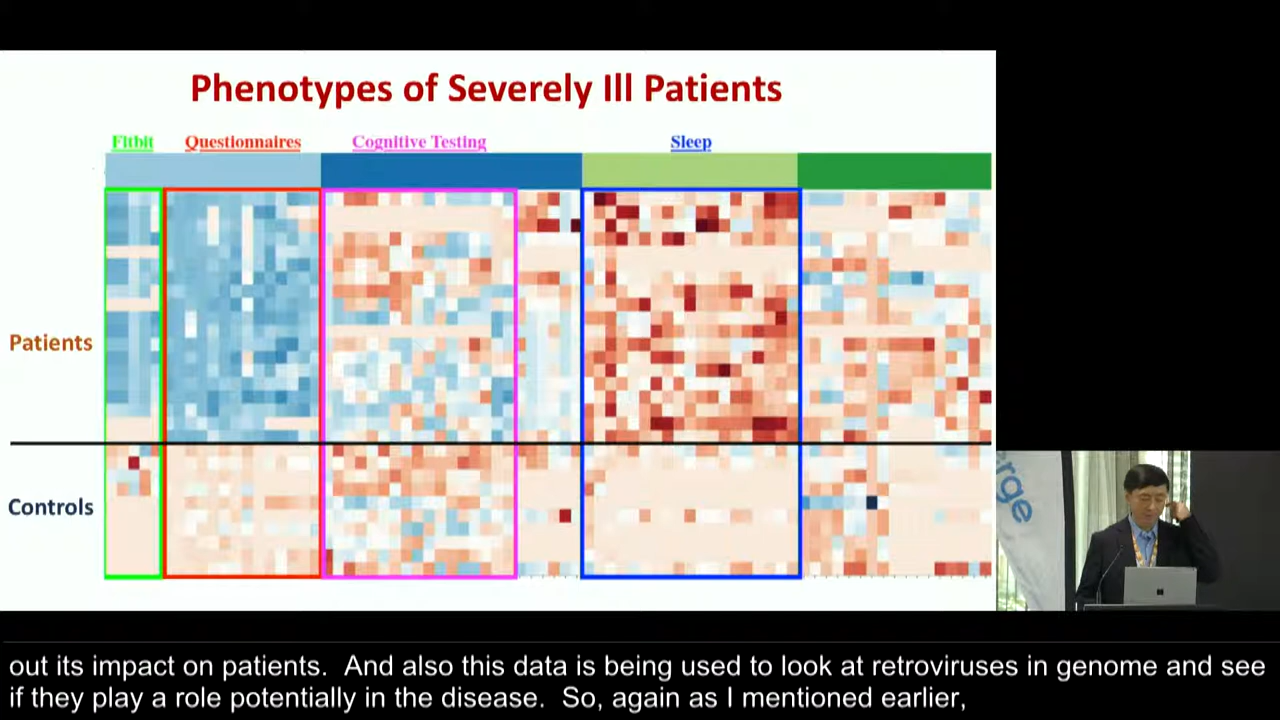 Phenotypes of Severely Ill Patients
Fitbit Questionnaires Cognitive Testing Sleep
Patients
Controls
erge
out its impact on patients.  And also this data is being used to look at retroviruses in genome and see
if they play a role potentially in the disease.  So, again as I mentioned earlier,